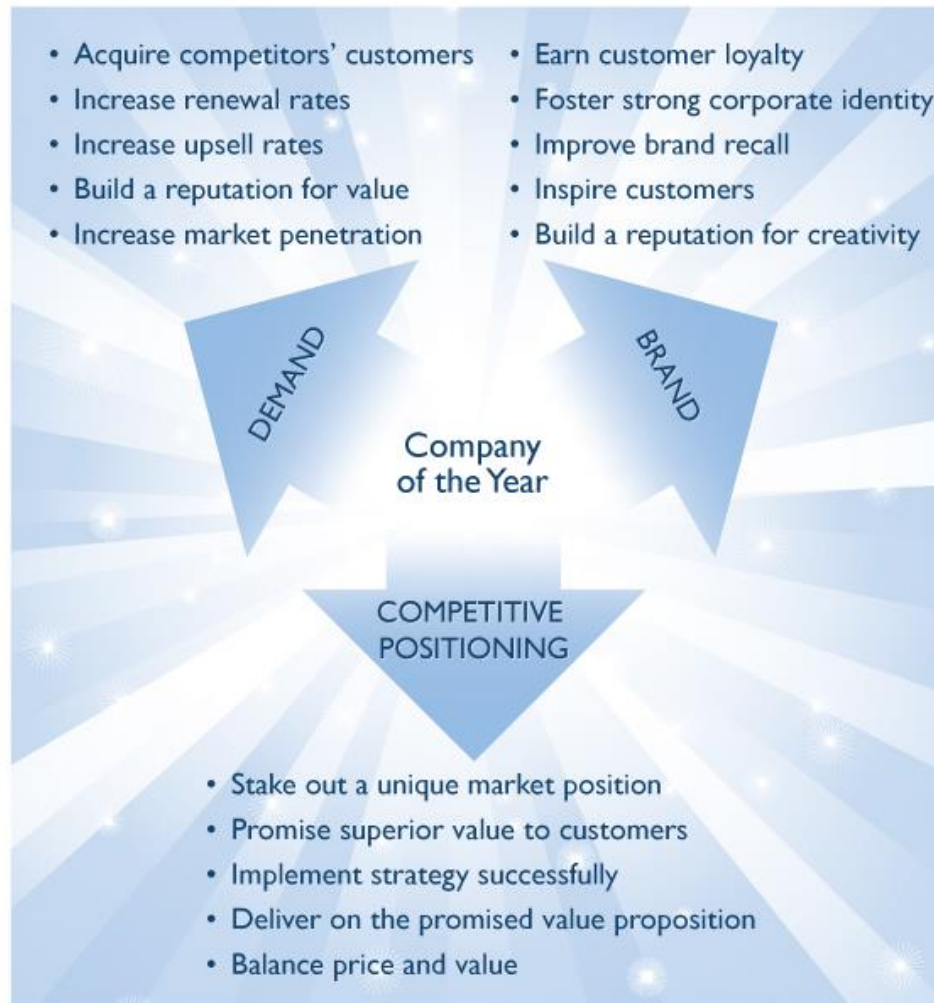 • Acquire competitors’ customers
• Increase renewal rates
• Increase upsell rates
• Build a reputation for value
• Increase market penetration
• Earn customer loyalty
• Foster strong corporate identity
• Improve brand recall
• Inspire customers
• Build a reputation for creativity
DEMAND
BRAND
Company
of the Year
COMPETITIVE
POSITIONING
• Stake out a unique market position
• Promise superior value to customers
• Implement strategy successfully
• Deliver on the promised value proposition
• Balance price and value